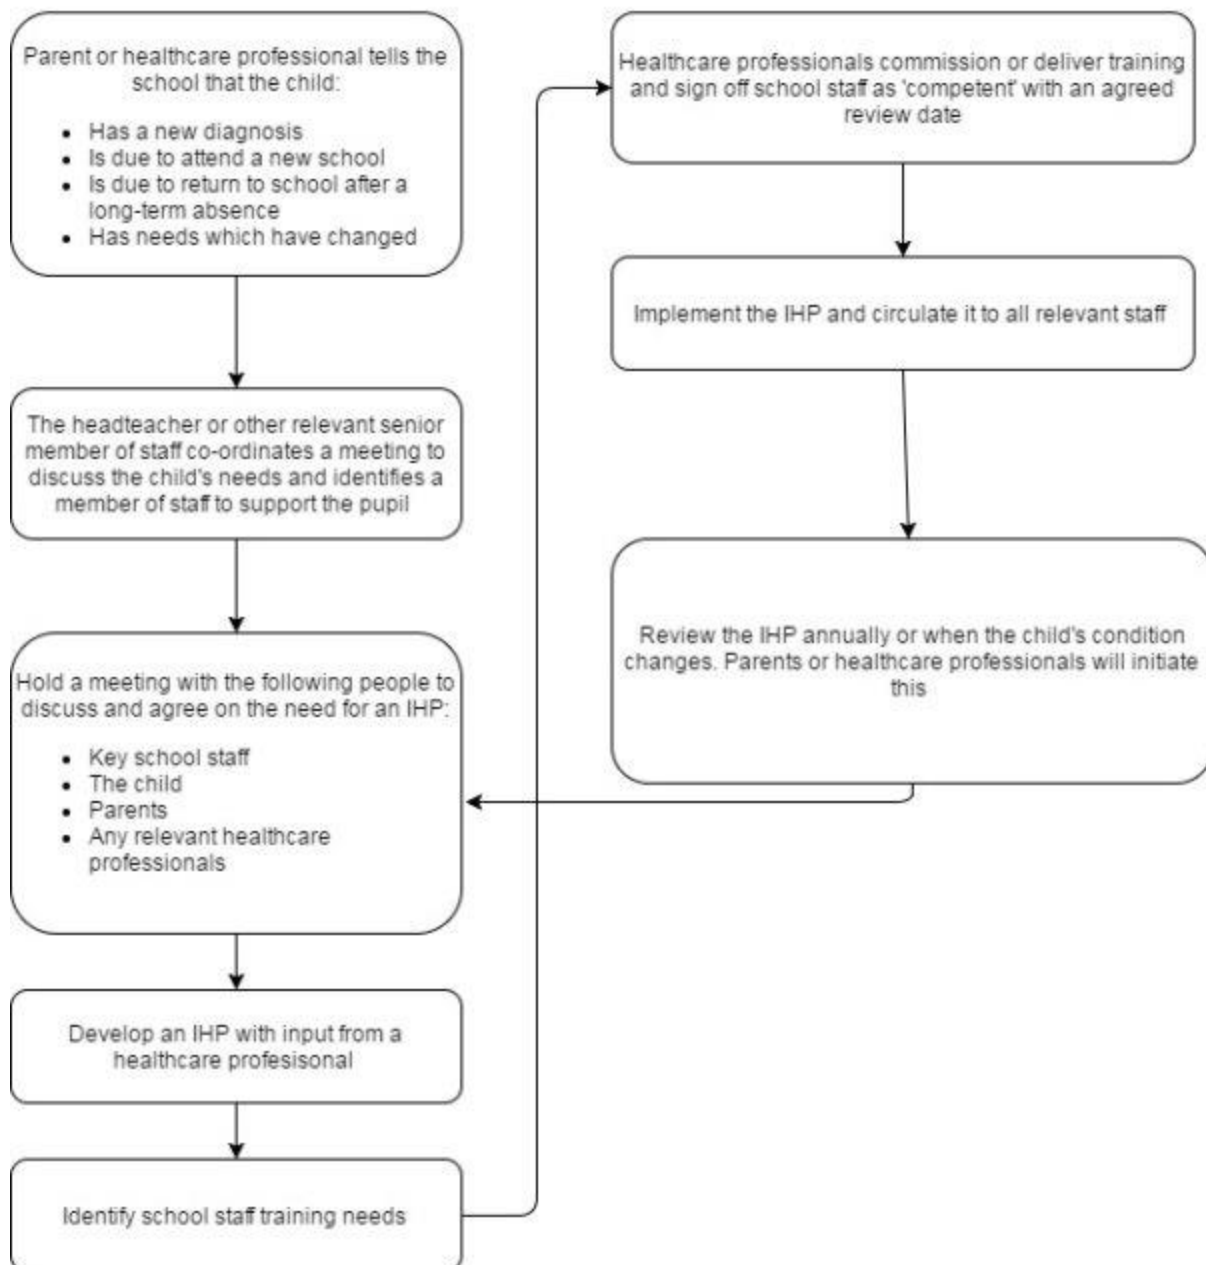 Parent or healthcare professional tells the
school that the child:
• Has a new diagnosis
• Is due to attend a new school
• Is due to return to school after a
long-term absence
• Has needs which have changed
The headteacher or other relevant senior
member of staff co-ordinates a meeting to
discuss the child's needs and identifies a
member of staff to support the pupil
Hold a meeting with the following people to
discuss and agree on the need for an IHP:
• Key school staff
• The child
• Parents
• Any relevant healthcare
professionals
Develop an IHP with input from a
healthcare profesisonal
Identify school staff training needs
Healthcare professionals commission or deliver training
and sign off school staff as 'competent' with an agreed
review date
Implement the IHP and circulate it to all relevant staff
Review the IHP annually or when the child's condition
changes. Parents or healthcare professionals will initiate
this